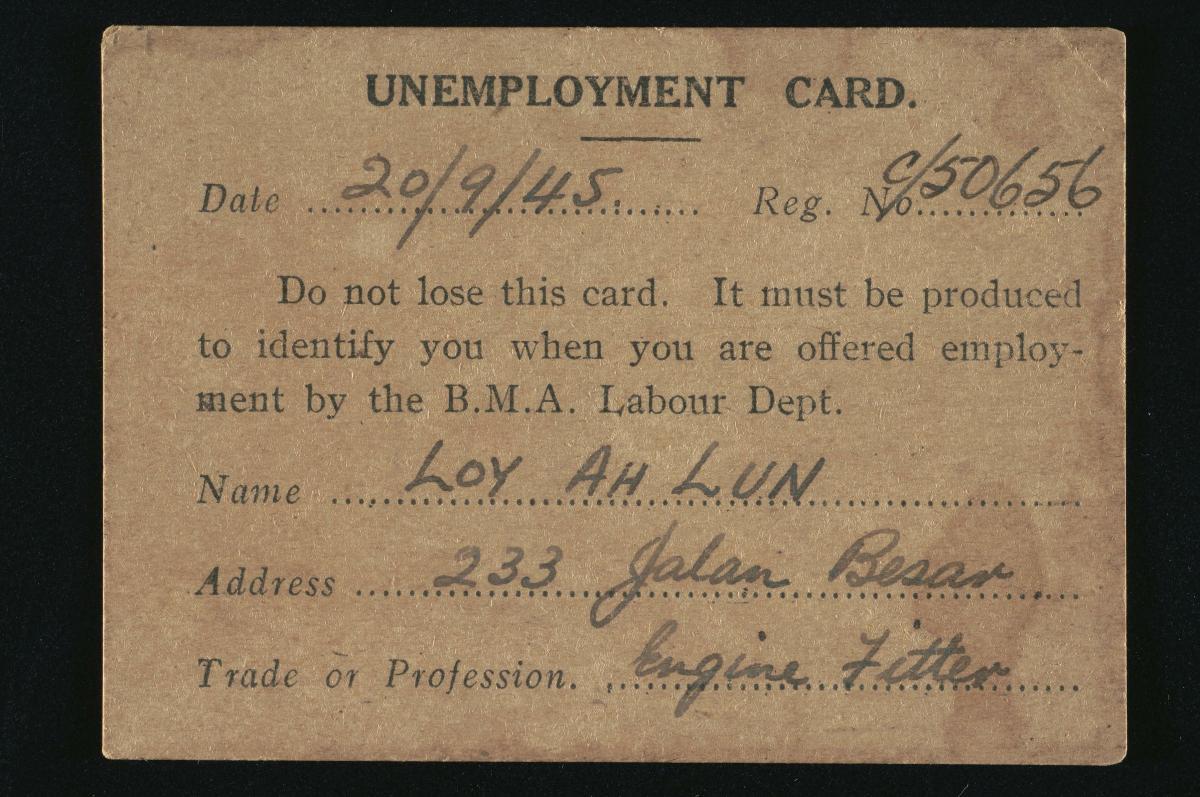 UNEMPLOYMENT CARD.
Date 20/9/45. Reg. No. C/50656
Do not lose this card. It must be produced
to identify you when you are offered employ-
ment by the B.M.A. Labour Dept.
Name LOY AH LUN
Address 233 Jalan Besar
Trade or Profession. Engine Fitter